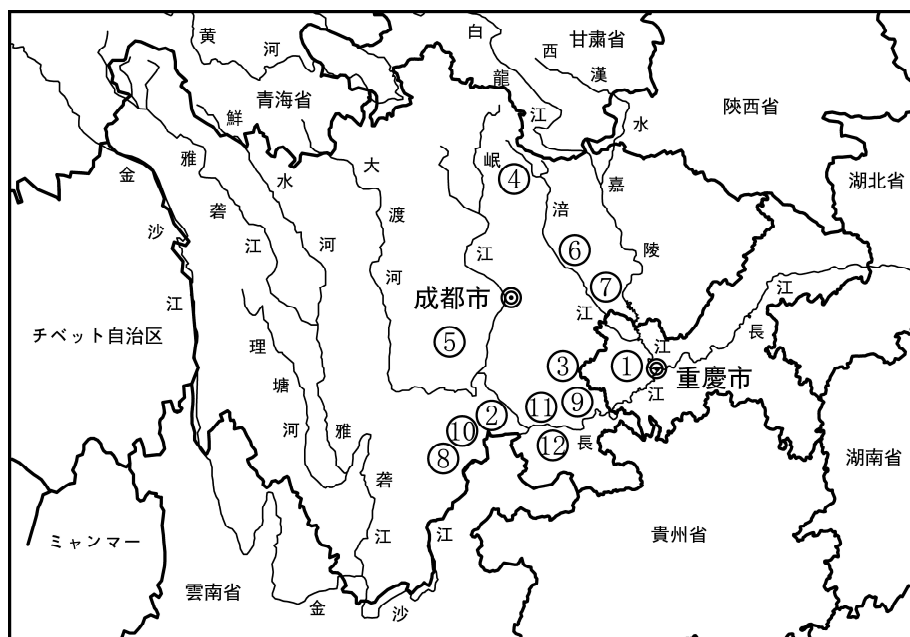 黄河
白龍江
西漢水
甘粛省
青海省
陝西省
湖北省
鮮水河
大渡河
岷江
④
涪江
嘉陵江
雅砻江
金沙江
⑥
⑦
成都市
チベット自治区
理塘河
⑤
③
①
重慶市
長江
⑨
⑪
②
⑩
⑧
⑫
長江
雅砻江
湖南省
ミャンマー
雲南省
貴州省
金沙江